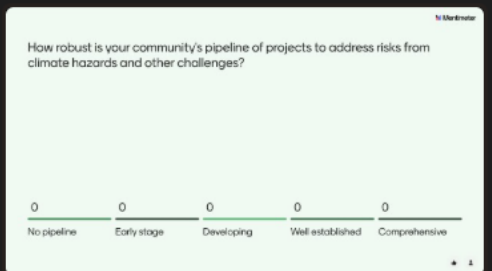 Mentimeter
How robust is your community's pipeline of projects to address risks from
climate hazards and other challenges?
0 0 0 0 0
No pipeline Early stage Developing Well established Comprehensive